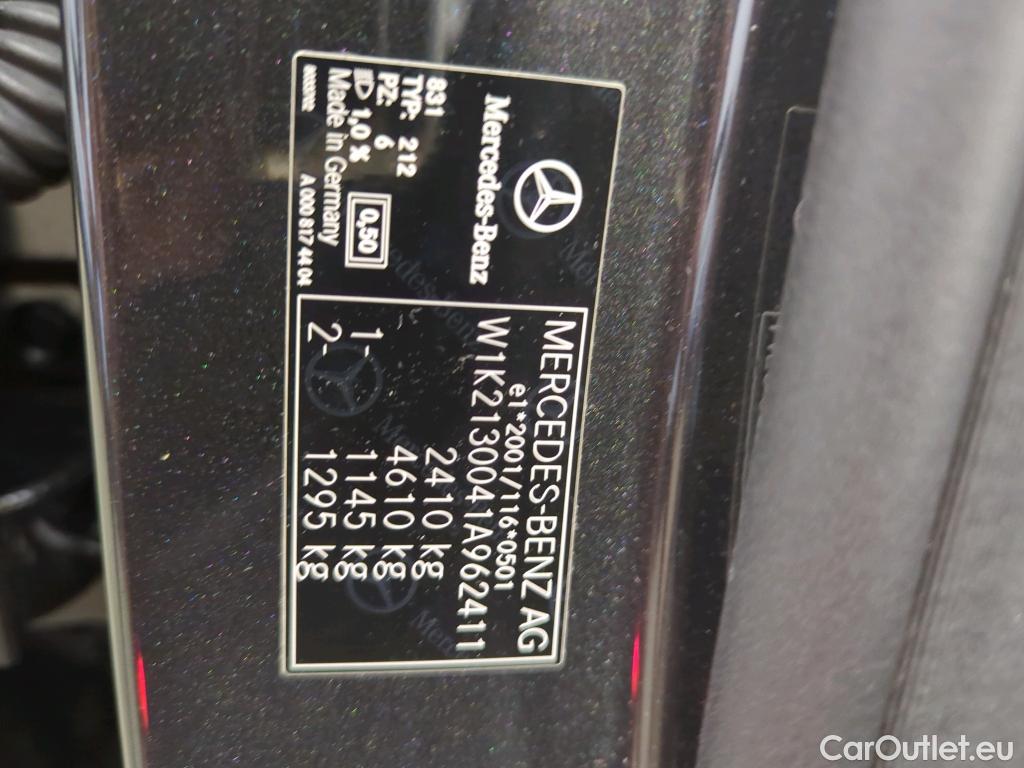 Mercedes-Benz
831
TYP: 212
PZ: 6
1,0 %
0,50
Made in Germany
A 000 817 44 04
MERCEDES-BENZ AG
e1*2001/116*0501
W1K2130041A962411
2410 kg
4610 kg
1- 1145 kg
2- 1295 kg
CarOutlet.eu